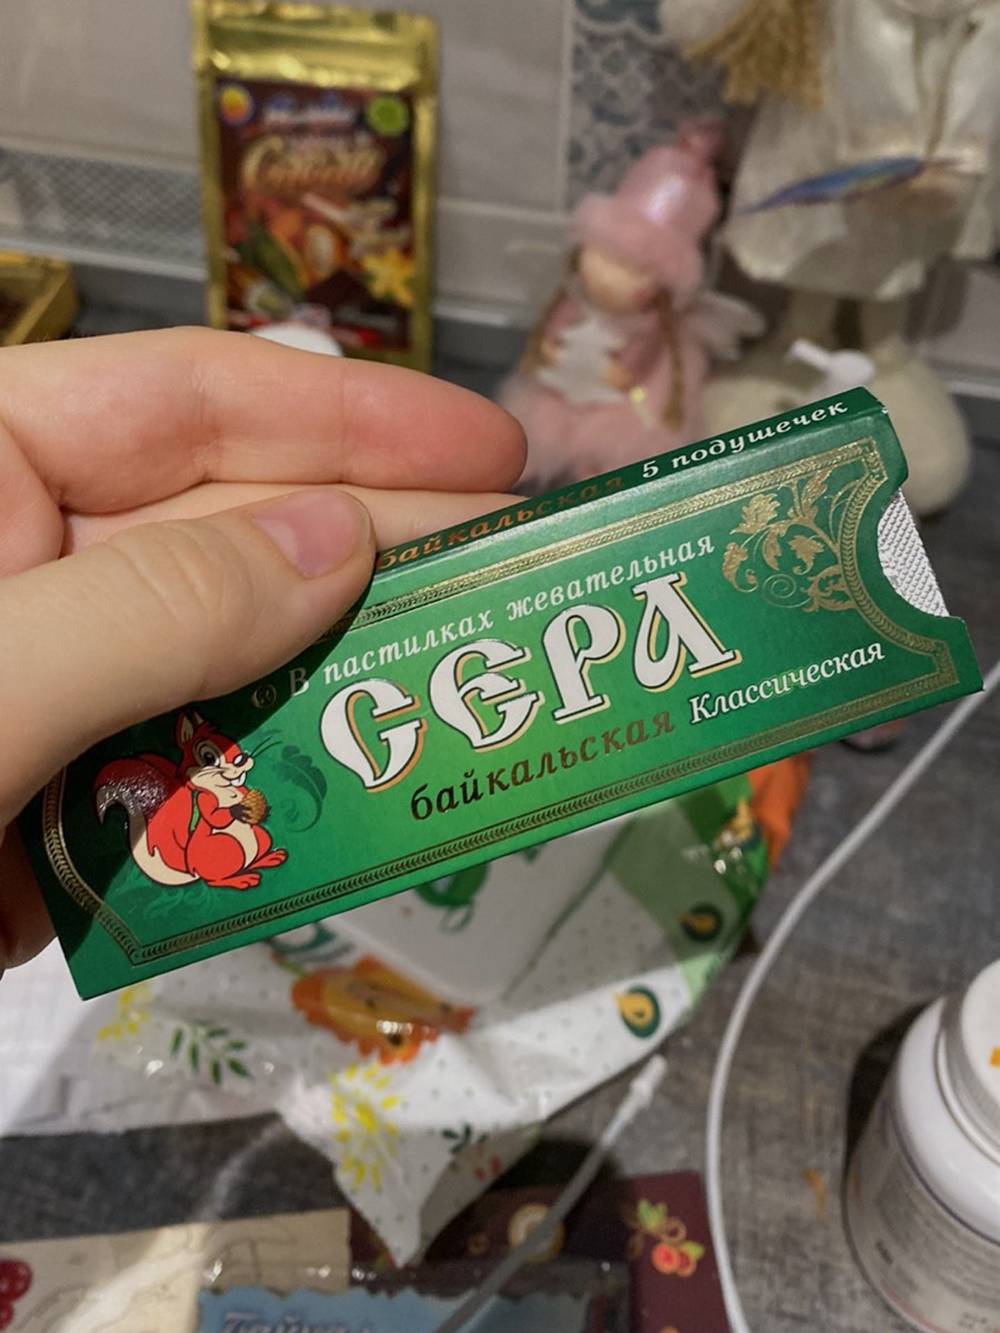 байкальская 5 подушечек
В пастилках жевательная
СЕРА
байкальская Классическая